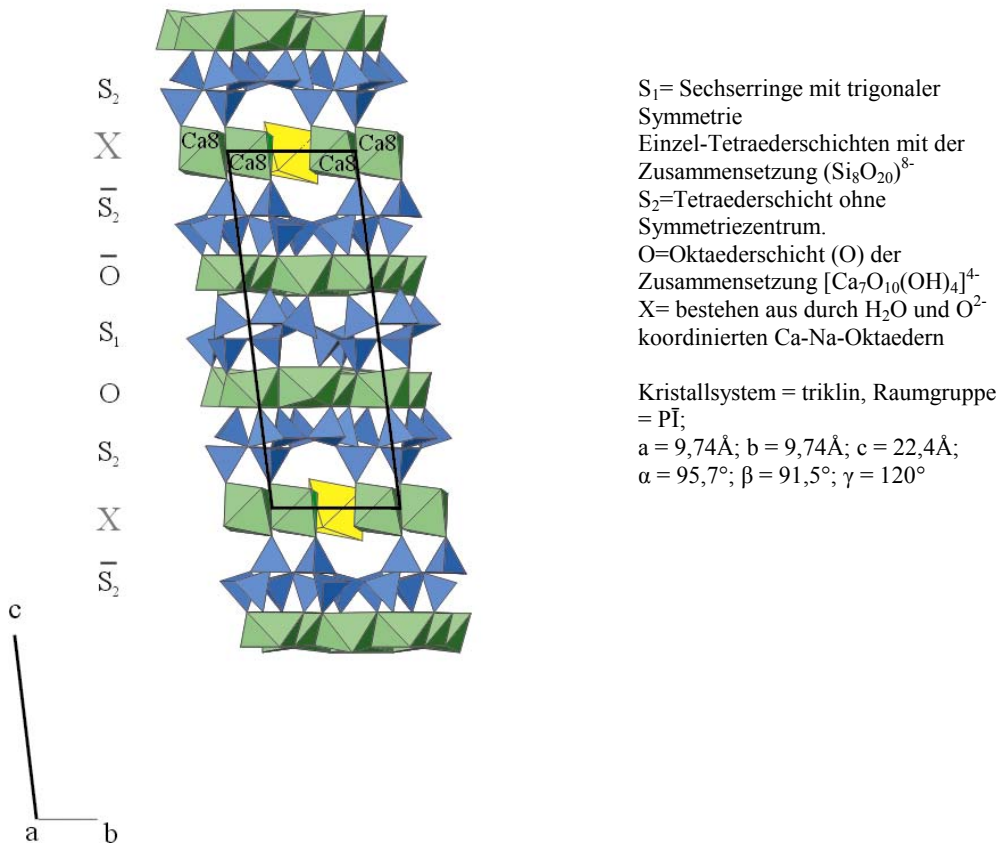 S₂
X
S̄₂
Ō
S₁
O
S₂
X
S̄₂
Ca8
Ca8
Ca8
Ca8
c
a
b
S₁= Sechserringe mit trigonaler
Symmetrie
Einzel-Tetraederschichten mit der
Zusammensetzung (Si₈O₂₀)⁸⁻
S₂=Tetraederschicht ohne
Symmetriezentrum.
O=Oktaederschicht (O) der
Zusammensetzung [Ca₇O₁₀(OH)₄]⁴⁻
X= bestehen aus durch H₂O und O²⁻
koordinierten Ca-Na-Oktaedern
Kristallsystem = triklin, Raumgruppe
= PĪ;
a = 9,74Å; b = 9,74Å; c = 22,4Å;
α = 95,7°; β = 91,5°; γ = 120°